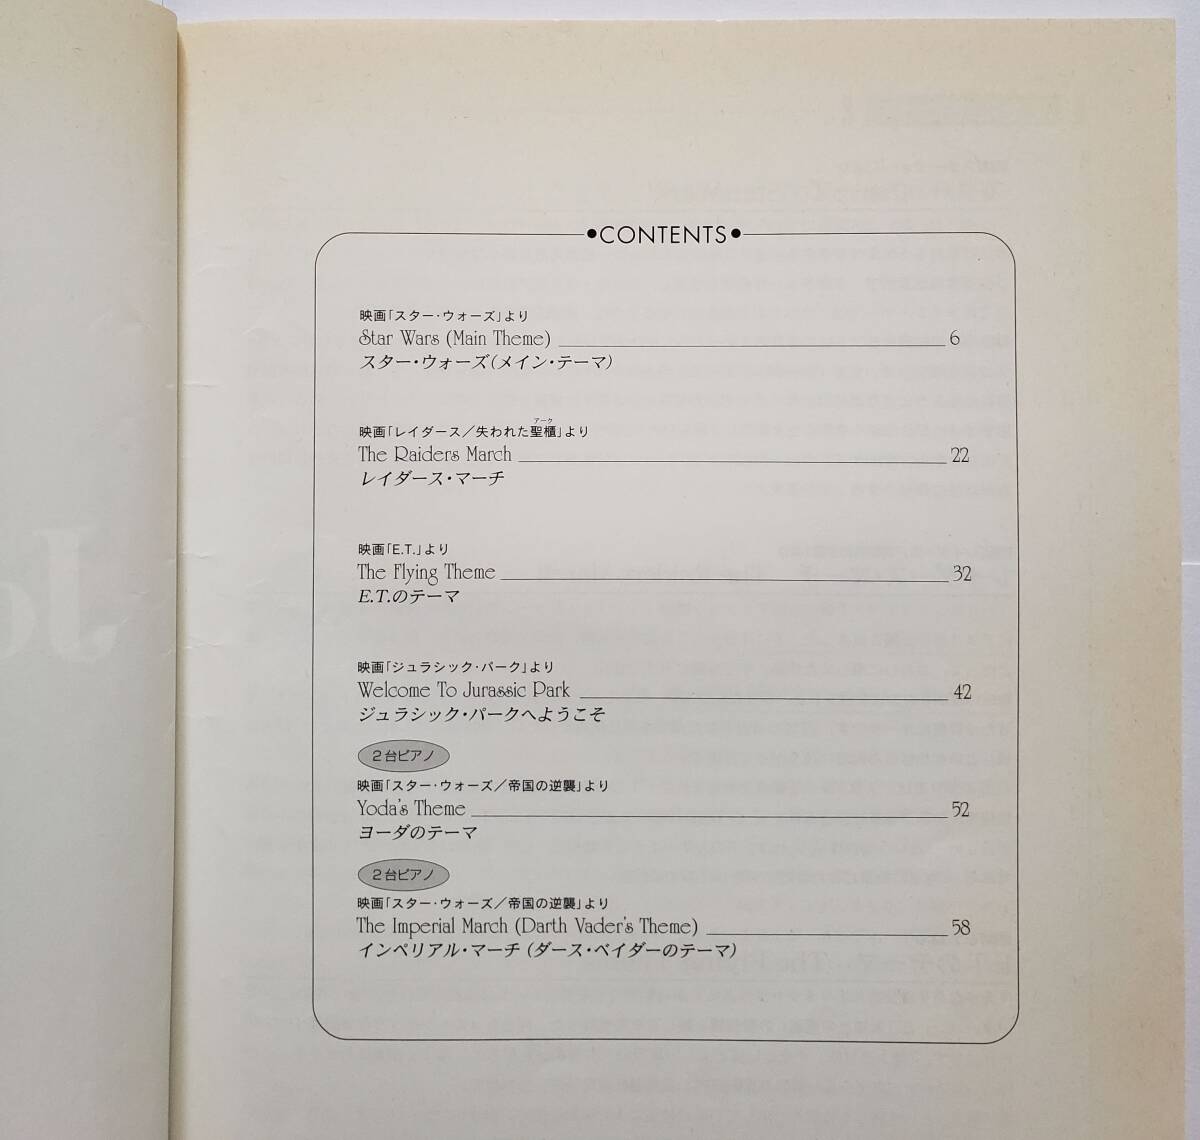 •CONTENTS•
映画「スター・ウォーズ」より
Star Wars (Main Theme) 6
スター・ウォーズ(メイン・テーマ)
アーク
映画「レイダース/失われた聖櫃」より
The Raiders March 22
レイダース・マーチ
映画「E.T.」より
The Flying Theme 32
E.T.のテーマ
映画「ジュラシック・パーク」より
Welcome To Jurassic Park 42
ジュラシック・パークへようこそ
2台ピアノ
映画「スター・ウォーズ/帝国の逆襲」より
Yoda's Theme 52
ヨーダのテーマ
2台ピアノ
映画「スター・ウォーズ/帝国の逆襲」より
The Imperial March (Darth Vader's Theme) 58
インペリアル・マーチ(ダース・ベイダーのテーマ)